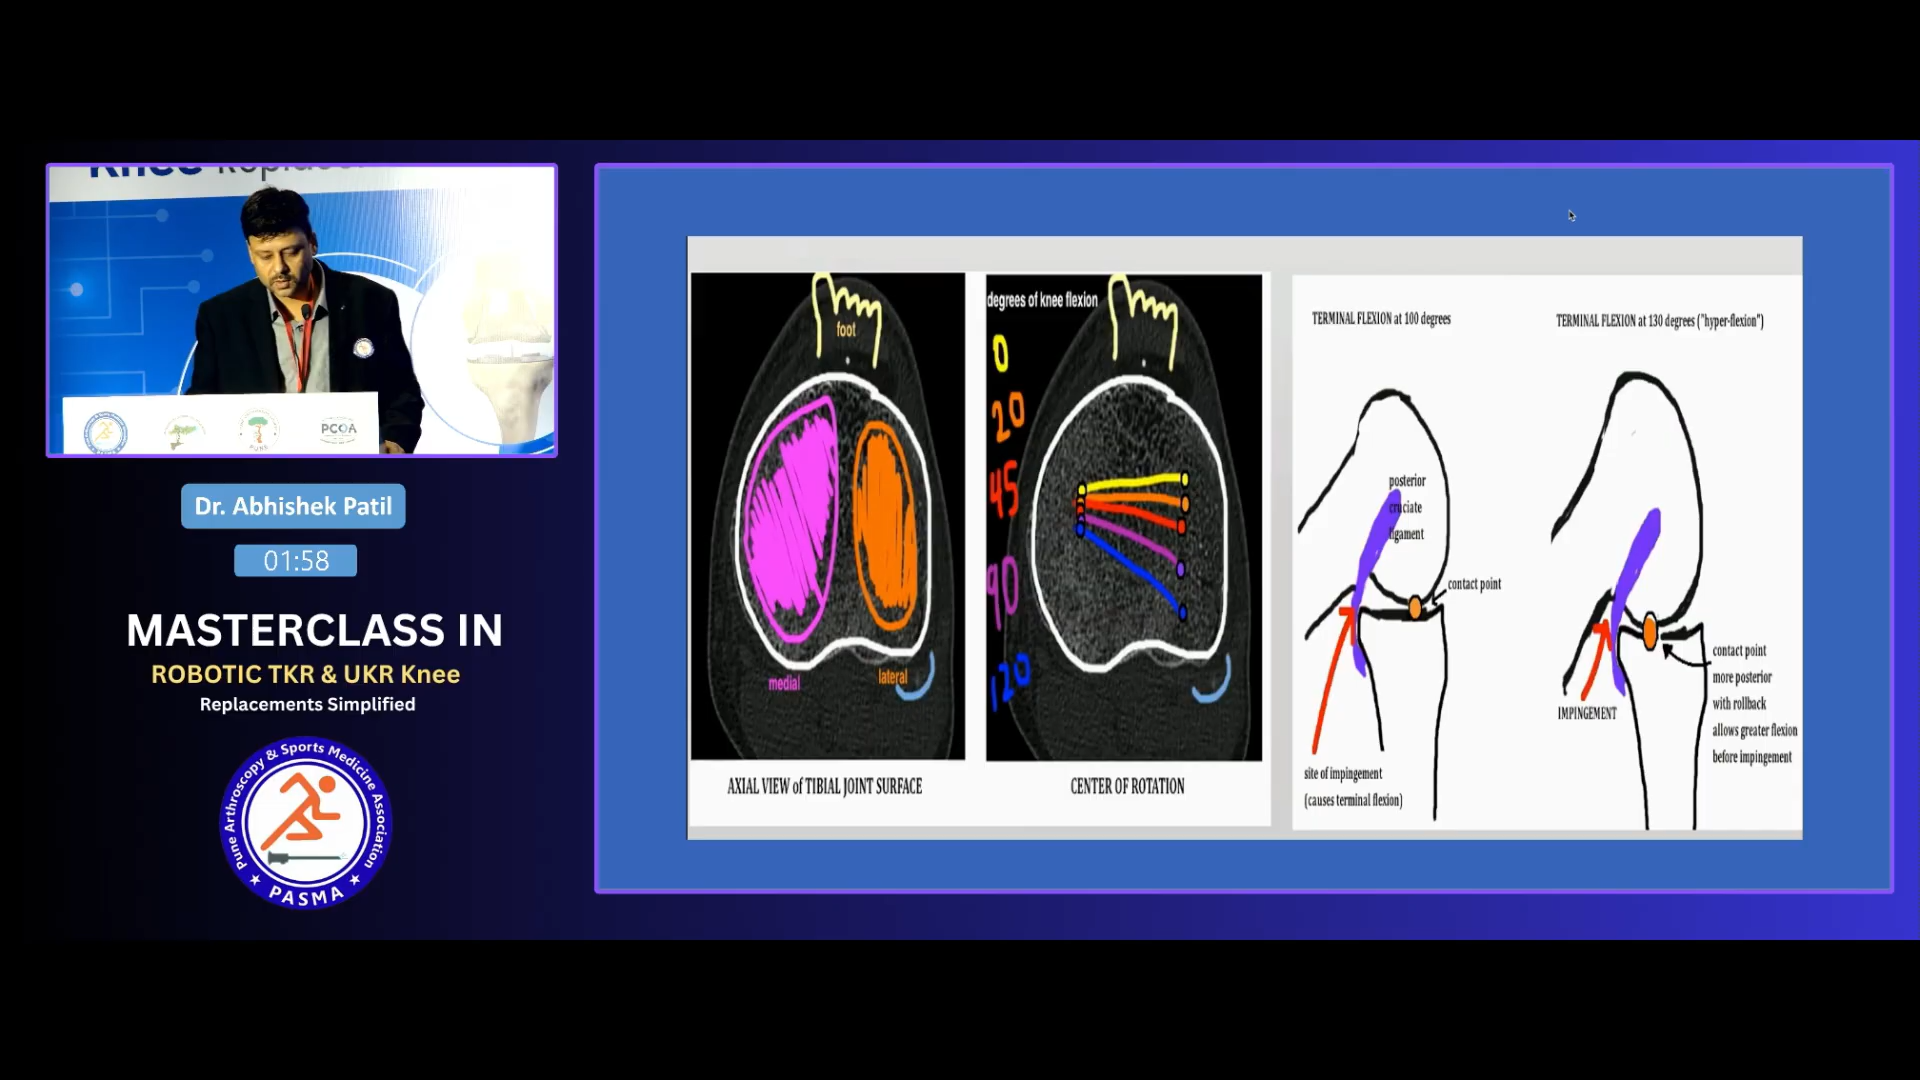 Knee Replace
PUNE
PCOA
Dr. Abhishek Patil
01:58
MASTERCLASS IN
ROBOTIC TKR & UKR Knee
Replacements Simplified
Pune Arthroscopy & Sports Medicine Association
PASMA
foot
medial
lateral
AXIAL VIEW of TIBIAL JOINT SURFACE
degrees of knee flexion
0
20
45
90
120
CENTER OF ROTATION
TERMINAL FLEXION at 100 degrees
posterior
cruciate
ligament
contact point
site of impingement
(causes terminal flexion)
TERMINAL FLEXION at 130 degrees ("hyper-flexion")
IMPINGEMENT
contact point
more posterior
with rollback
allows greater flexion
before impingement